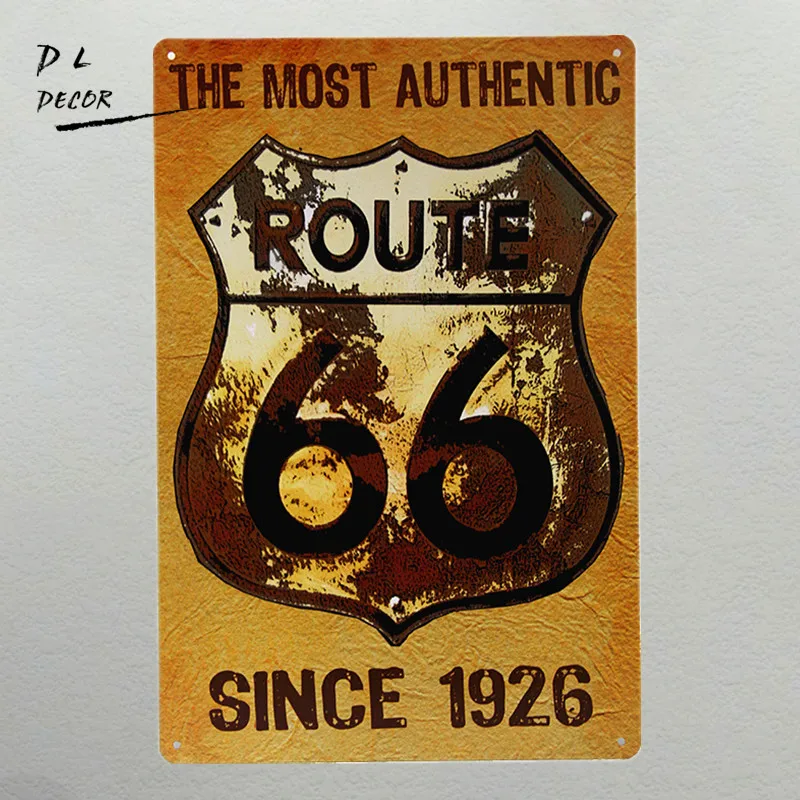 D L
DECOR
THE MOST AUTHENTIC
ROUTE
66
SINCE 1926